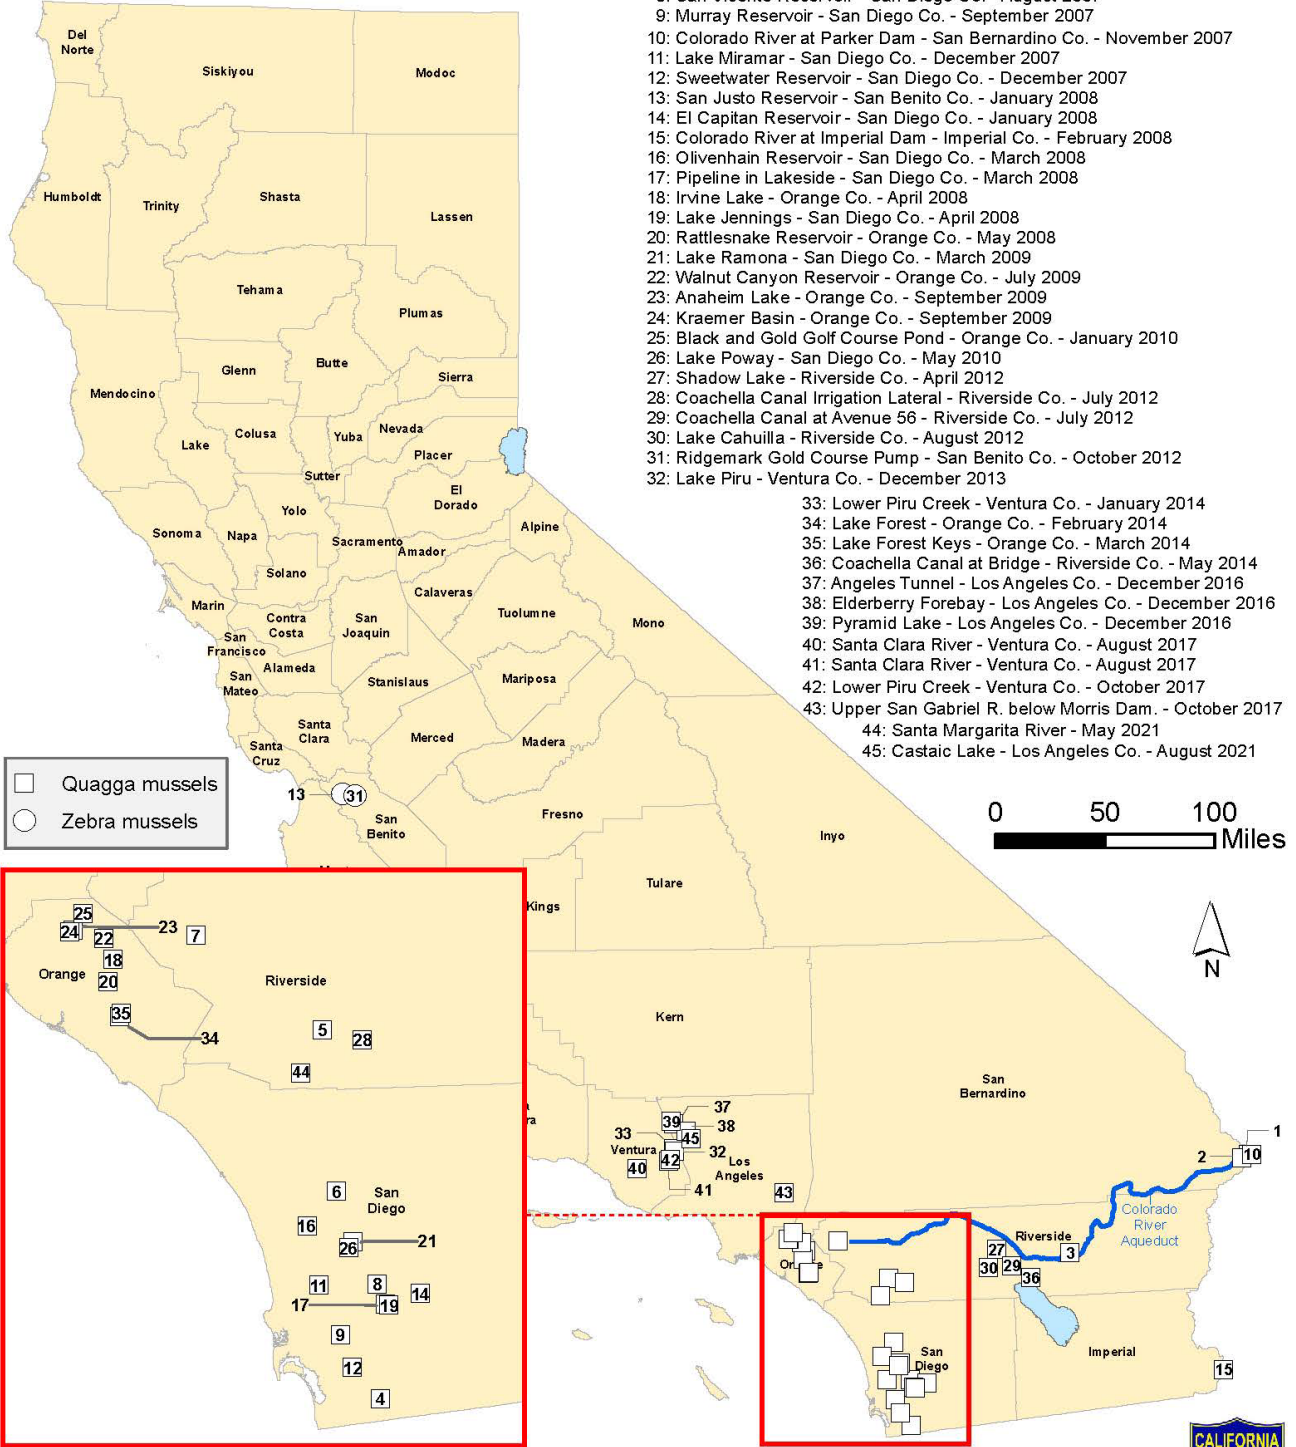 8: San Vicente Reservoir - San Diego Co. - August 2007
9: Murray Reservoir - San Diego Co. - September 2007
10: Colorado River at Parker Dam - San Bernardino Co. - November 2007
11: Lake Miramar - San Diego Co. - December 2007
12: Sweetwater Reservoir - San Diego Co. - December 2007
13: San Justo Reservoir - San Benito Co. - January 2008
14: El Capitan Reservoir - San Diego Co. - January 2008
15: Colorado River at Imperial Dam - Imperial Co. - February 2008
16: Olivenhain Reservoir - San Diego Co. - March 2008
17: Pipeline in Lakeside - San Diego Co. - March 2008
18: Irvine Lake - Orange Co. - April 2008
19: Lake Jennings - San Diego Co. - April 2008
20: Rattlesnake Reservoir - Orange Co. - May 2008
21: Lake Ramona - San Diego Co. - March 2009
22: Walnut Canyon Reservoir - Orange Co. - July 2009
23: Anaheim Lake - Orange Co. - September 2009
24: Kraemer Basin - Orange Co. - September 2009
25: Black and Gold Golf Course Pond - Orange Co. - January 2010
26: Lake Poway - San Diego Co. - May 2010
27: Shadow Lake - Riverside Co. - April 2012
28: Coachella Canal Irrigation Lateral - Riverside Co. - July 2012
29: Coachella Canal at Avenue 56 - Riverside Co. - July 2012
30: Lake Cahuilla - Riverside Co. - August 2012
31: Ridgemark Gold Course Pump - San Benito Co. - October 2012
32: Lake Piru - Ventura Co. - December 2013
33: Lower Piru Creek - Ventura Co. - January 2014
34: Lake Forest - Orange Co. - February 2014
35: Lake Forest Keys - Orange Co. - March 2014
36: Coachella Canal at Bridge - Riverside Co. - May 2014
37: Angeles Tunnel - Los Angeles Co. - December 2016
38: Elderberry Forebay - Los Angeles Co. - December 2016
39: Pyramid Lake - Los Angeles Co. - December 2016
40: Santa Clara River - Ventura Co. - August 2017
41: Santa Clara River - Ventura Co. - August 2017
42: Lower Piru Creek - Ventura Co. - October 2017
43: Upper San Gabriel R. below Morris Dam. - October 2017
44: Santa Margarita River - May 2021
45: Castaic Lake - Los Angeles Co. - August 2021
Del
Norte
Siskiyou
Modoc
Humboldt
Trinity
Shasta
Lassen
Tehama
Plumas
Mendocino
Glenn
Butte
Sierra
Lake
Colusa
Yuba
Nevada
Placer
Sutter
El
Dorado
Yolo
Sonoma
Napa
Sacramento
Alpine
Amador
Solano
Calaveras
Marin
Contra
Costa
San
Joaquin
Tuolumne
Mono
San
Francisco
Alameda
San
Mateo
Stanislaus
Mariposa
Santa
Clara
Merced
Madera
Santa
Cruz
Quagga mussels
Zebra mussels
13
31
San
Benito
Fresno
Inyo
0 50 100
Miles
N
Kings
Tulare
Kern
San
Bernardino
25
24
23
22
7
18
Orange
20
Riverside
35
34
5
28
44
6
San
Diego
16
21
26
11
8
14
17
19
9
12
4
37
39
38
33
45
Ventura
32
Los
Angeles
40
42
41
43
1
2
10
Colorado
River
Aqueduct
Riverside
27
3
30
29
36
San
Diego
Imperial
15
CALIFORNIA